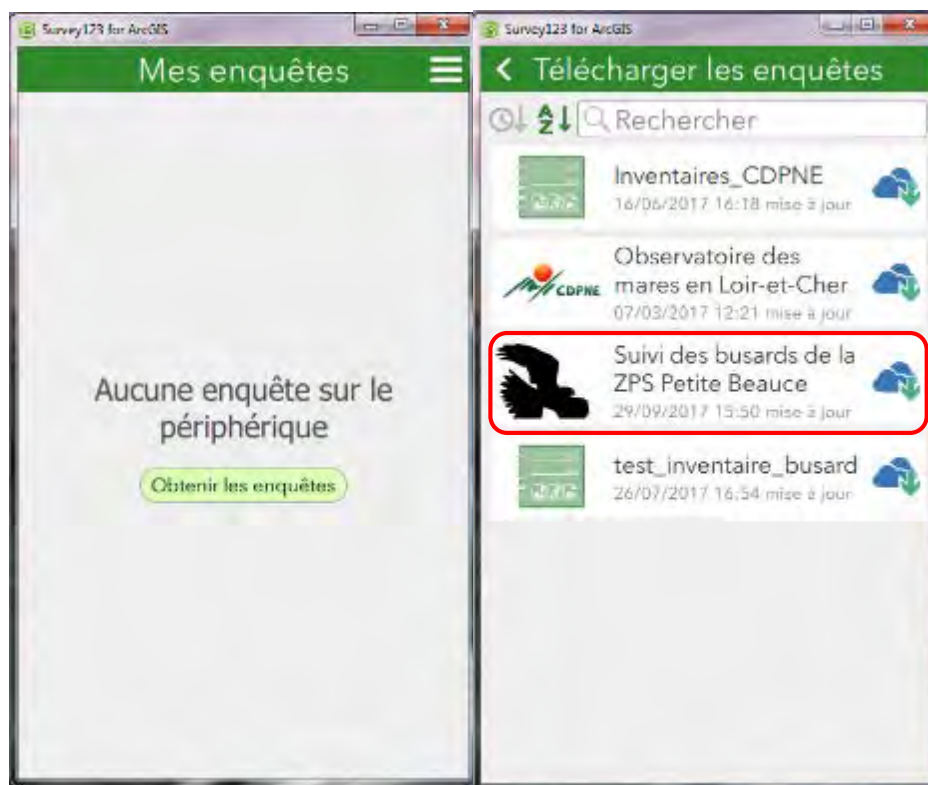 Survey123 for ArcGIS
Mes enquêtes
Aucune enquête sur le
périphérique
Obtenir les enquêtes
Survey123 for ArcGIS
Télécharger les enquêtes
A
Z
Rechercher
Inventaires_CDPNE
16/06/2017 16:18 mise à jour
CDPNE
Observatoire des
mares en Loir-et-Cher
07/03/2017 12:21 mise à jour
Suivi des busards de la
ZPS Petite Beauce
29/09/2017 15:50 mise à jour
test_inventaire_busard
26/07/2017 16:54 mise à jour